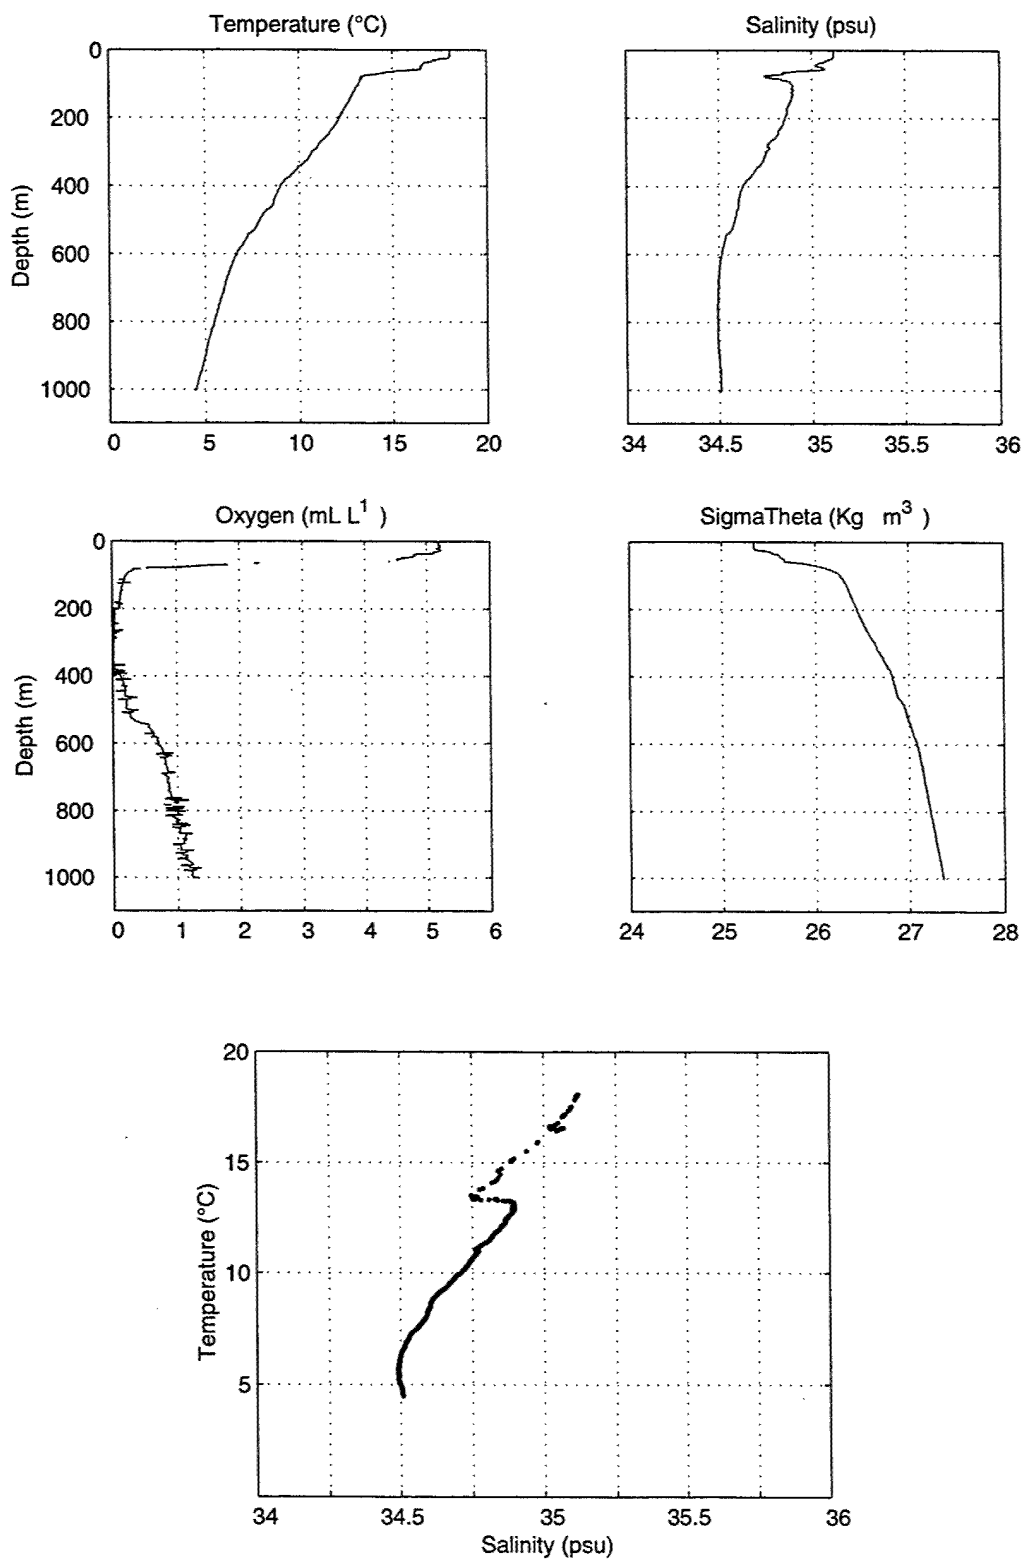 Temperature (°C) Salinity (psu)
0
200
400
600
800
1000
Depth (m)
0 5 10 15 20 34 34.5 35 35.5 36
Oxygen (mL L1 ) SigmaTheta (Kg m3 )
0
200
400
600
800
1000
Depth (m)
0 1 2 3 4 5 6 24 25 26 27 28
20
15
10
5
Temperature (°C)
34 34.5 35 35.5 36
Salinity (psu)